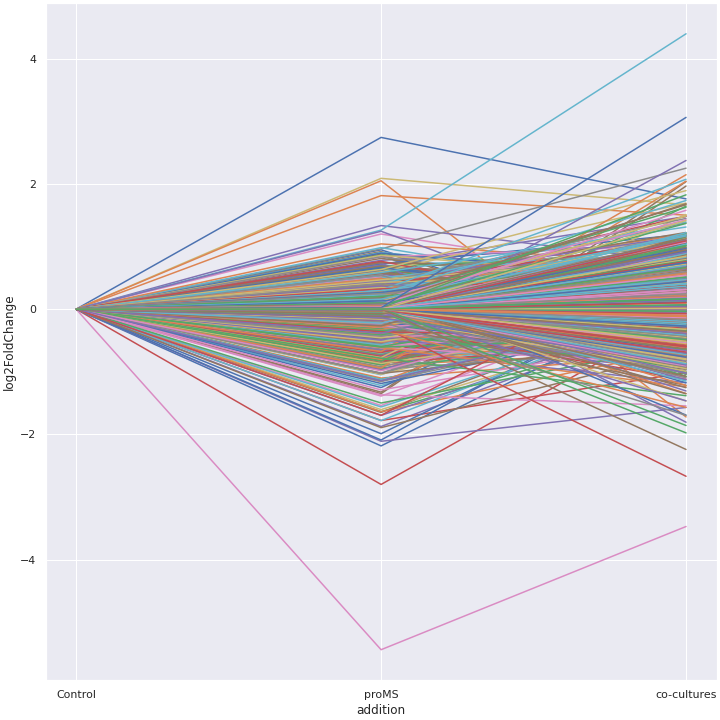 4
2
0
−2
−4
log2FoldChange
Control
proMS
co-cultures
addition